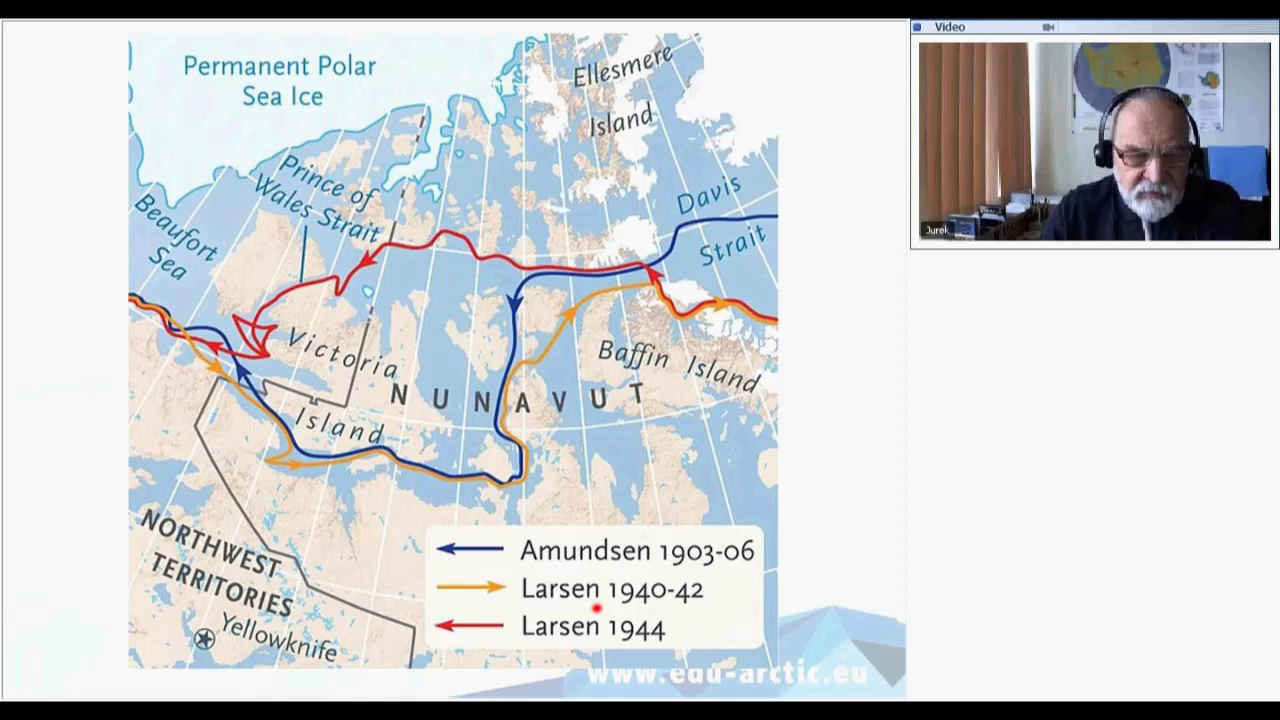 Permanent Polar
Sea Ice
Ellesmere
Island
Prince of
Wales Strait
Beaufort
Sea
Davis
Strait
Victoria
Island
Baffin Island
NUNAVUT
NORTHWEST
TERRITORIES
Yellowknife
Amundsen 1903-06
Larsen 1940-42
Larsen 1944
www.edu-arctic.eu
Video
Jurek